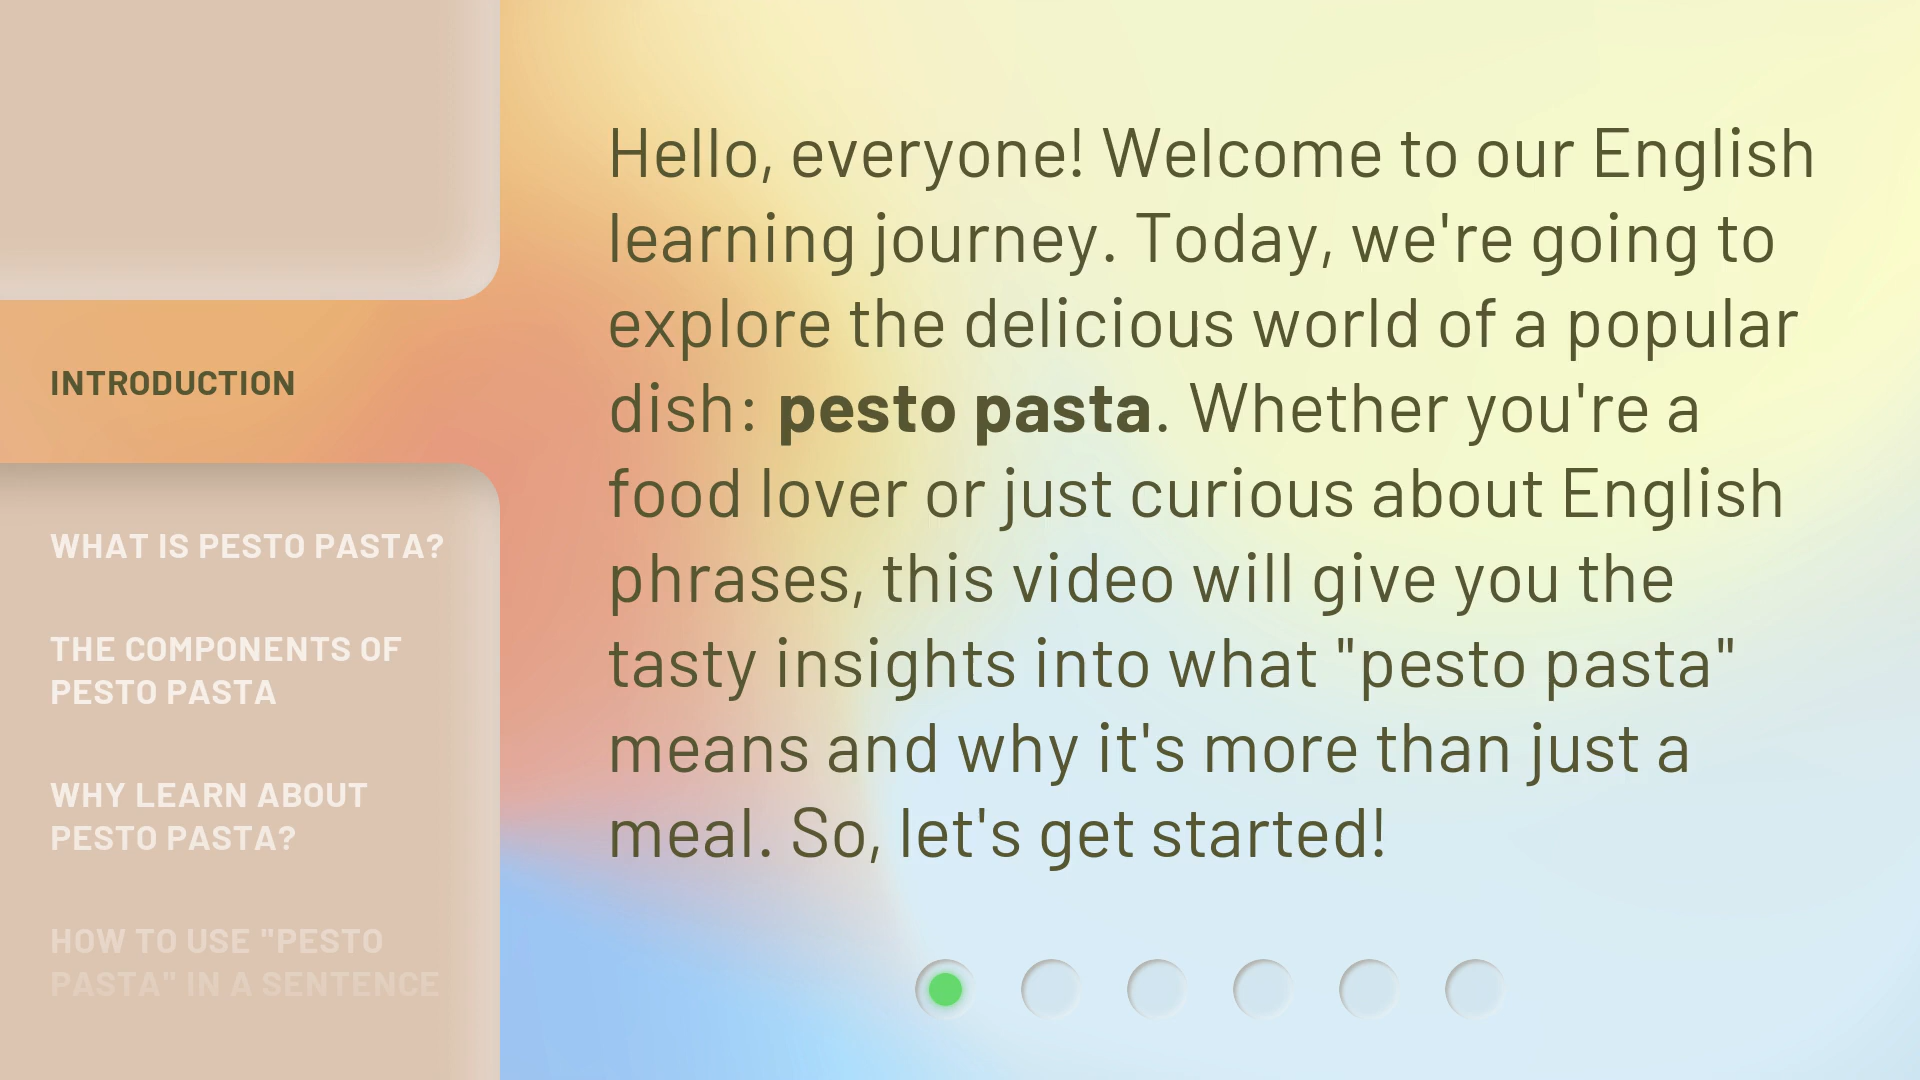 INTRODUCTION
WHAT IS PESTO PASTA?
THE COMPONENTS OF
PESTO PASTA
WHY LEARN ABOUT
PESTO PASTA?
HOW TO USE "PESTO
PASTA" IN A SENTENCE
Hello, everyone! Welcome to our English
learning journey. Today, we're going to
explore the delicious world of a popular
dish: pesto pasta. Whether you're a
food lover or just curious about English
phrases, this video will give you the
tasty insights into what "pesto pasta"
means and why it's more than just a
meal. So, let's get started!